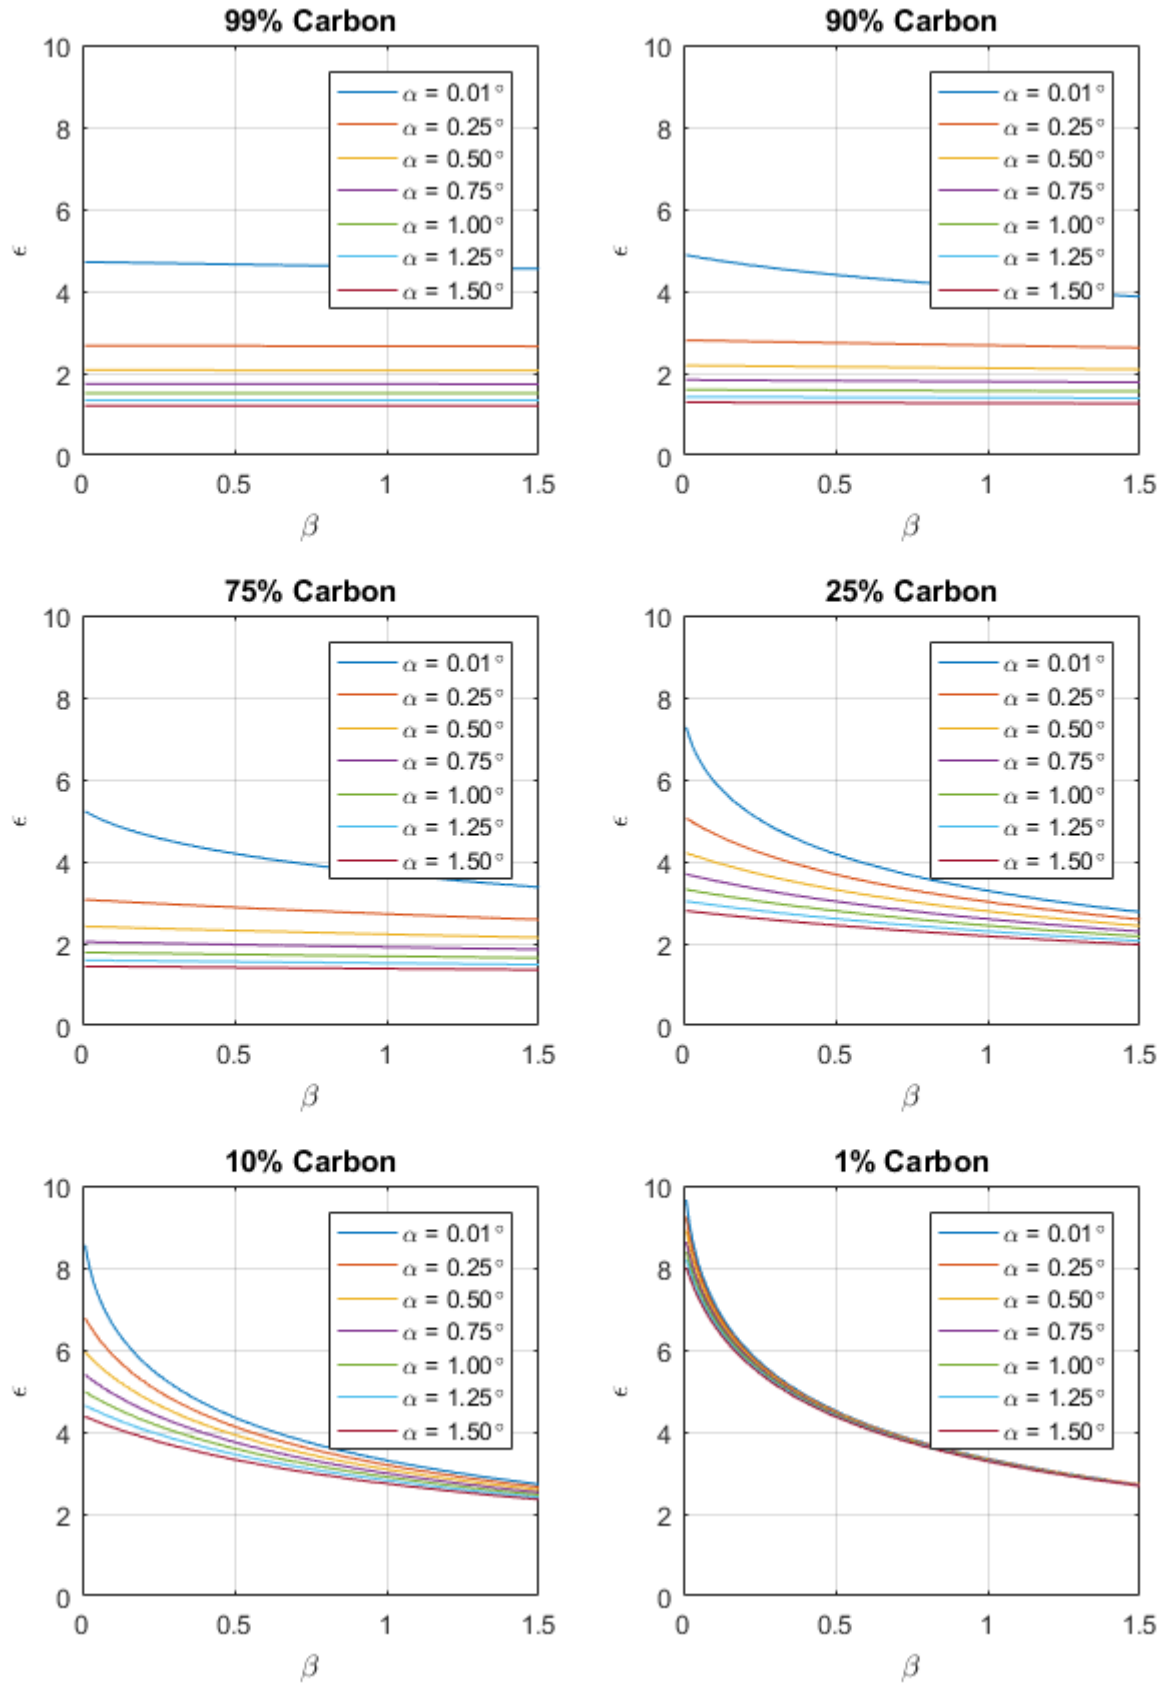 99% Carbon
10
8
6
4
2
0
ϵ
α = 0.01°
α = 0.25°
α = 0.50°
α = 0.75°
α = 1.00°
α = 1.25°
α = 1.50°
0 0.5 1 1.5
β
90% Carbon
10
8
6
4
2
0
ϵ
α = 0.01°
α = 0.25°
α = 0.50°
α = 0.75°
α = 1.00°
α = 1.25°
α = 1.50°
0 0.5 1 1.5
β
75% Carbon
10
8
6
4
2
0
ϵ
α = 0.01°
α = 0.25°
α = 0.50°
α = 0.75°
α = 1.00°
α = 1.25°
α = 1.50°
0 0.5 1 1.5
β
25% Carbon
10
8
6
4
2
0
ϵ
α = 0.01°
α = 0.25°
α = 0.50°
α = 0.75°
α = 1.00°
α = 1.25°
α = 1.50°
0 0.5 1 1.5
β
10% Carbon
10
8
6
4
2
0
ϵ
α = 0.01°
α = 0.25°
α = 0.50°
α = 0.75°
α = 1.00°
α = 1.25°
α = 1.50°
0 0.5 1 1.5
β
1% Carbon
10
8
6
4
2
0
ϵ
α = 0.01°
α = 0.25°
α = 0.50°
α = 0.75°
α = 1.00°
α = 1.25°
α = 1.50°
0 0.5 1 1.5
β